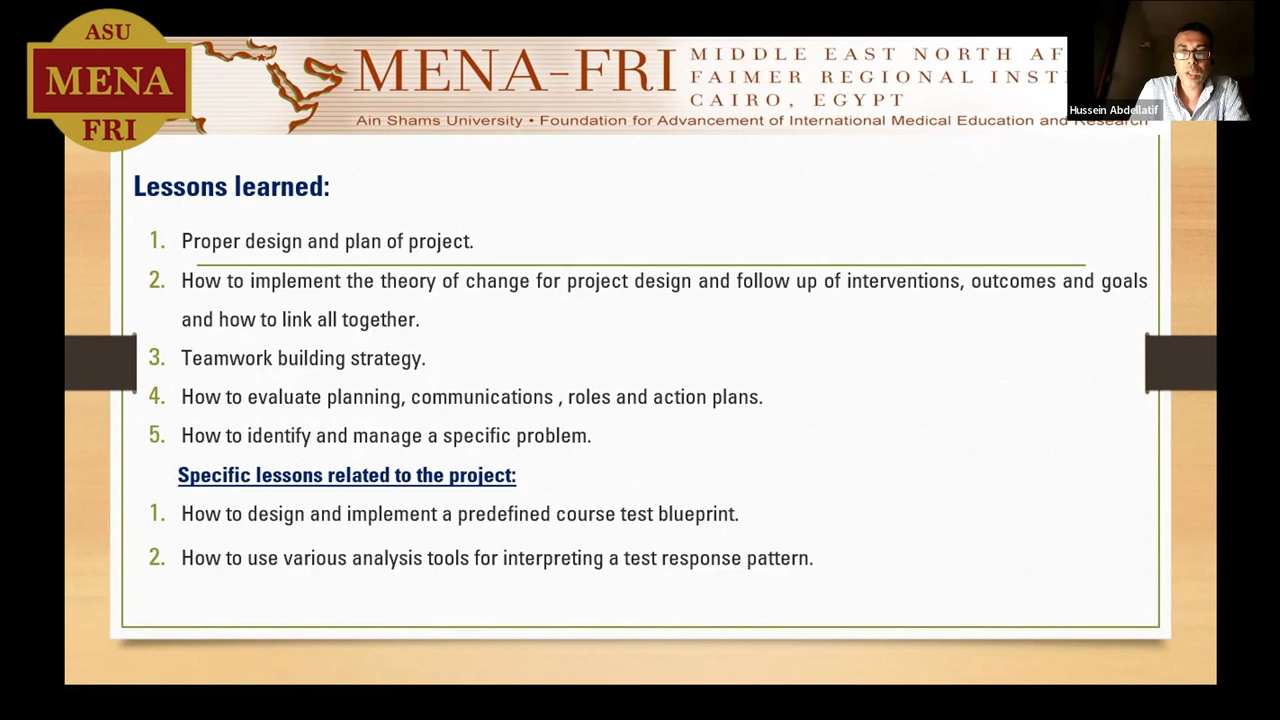 ASU
MENA
FRI
MENA-FRI
MIDDLE EAST NORTH AF
FAIMER REGIONAL INSTI
CAIRO, EGYPT
Ain Shams University • Foundation for Advancement of International Medical Education and Research
Hussein Abdellatif
Lessons learned:
1. Proper design and plan of project.
2. How to implement the theory of change for project design and follow up of interventions, outcomes and goals
and how to link all together.
3. Teamwork building strategy.
4. How to evaluate planning, communications , roles and action plans.
5. How to identify and manage a specific problem.
Specific lessons related to the project:
1. How to design and implement a predefined course test blueprint.
2. How to use various analysis tools for interpreting a test response pattern.